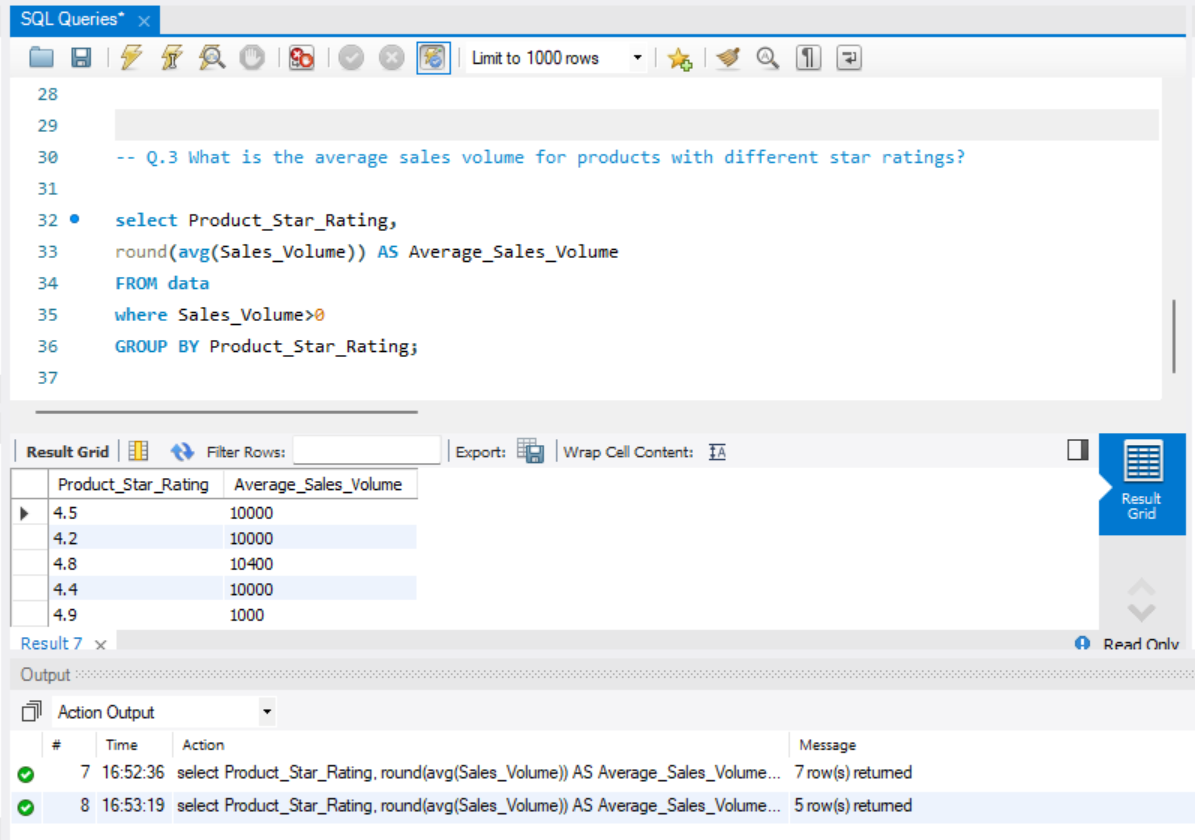 SQL Queries* ×
Limit to 1000 rows
28
29
30 -- Q.3 What is the average sales volume for products with different star ratings?
31
32 select Product_Star_Rating,
33 round(avg(Sales_Volume)) AS Average_Sales_Volume
34 FROM data
35 where Sales_Volume>0
36 GROUP BY Product_Star_Rating;
37
Result Grid Filter Rows: Export: Wrap Cell Content: IA
Product_Star_Rating Average_Sales_Volume
4.5 10000
4.2 10000
4.8 10400
4.4 10000
4.9 1000
Result
Grid
Result 7 × Read Only
Output
Action Output
# Time Action Message
7 16:52:36 select Product_Star_Rating, round(avg(Sales_Volume)) AS Average_Sales_Volume... 7 row(s) returned
8 16:53:19 select Product_Star_Rating, round(avg(Sales_Volume)) AS Average_Sales_Volume... 5 row(s) returned